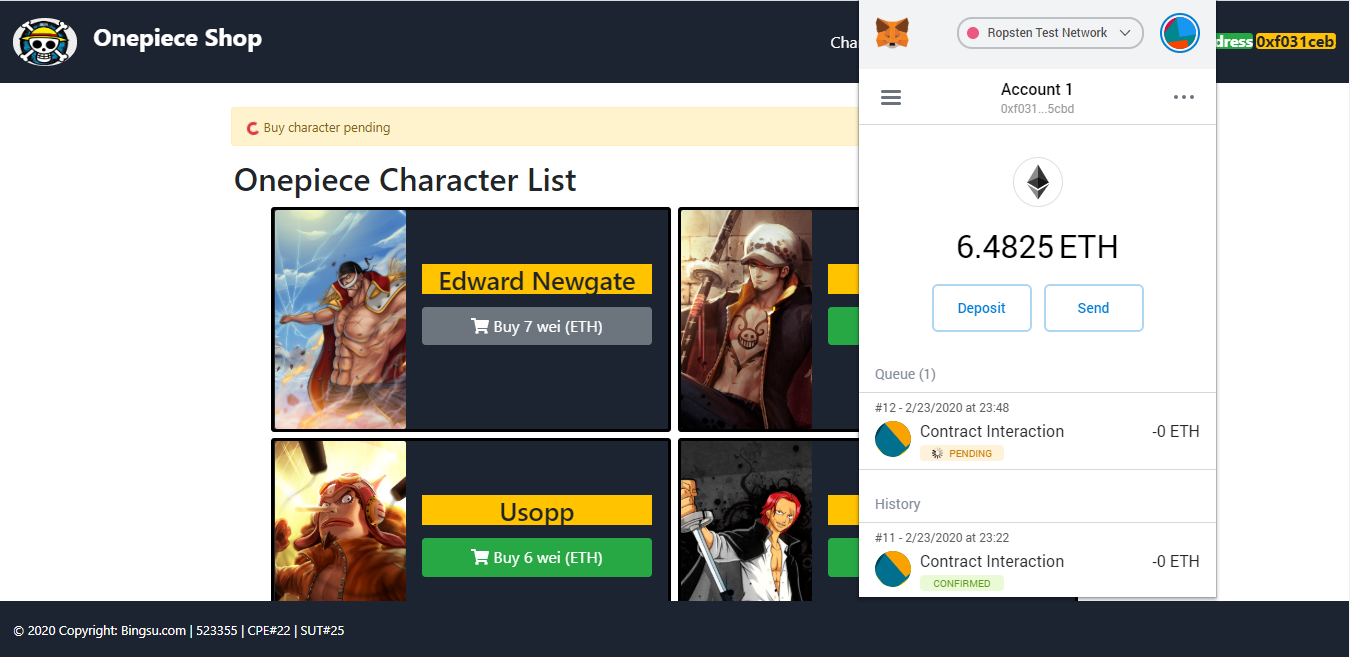 Onepiece Shop
Cha
dress 0xf031ceb
Buy character pending
Onepiece Character List
Edward Newgate
Buy 7 wei (ETH)
Usopp
Buy 6 wei (ETH)
© 2020 Copyright: Bingsu.com | 523355 | CPE#22 | SUT#25
Ropsten Test Network
Account 1
0xf031...5cbd
6.4825 ETH
Deposit
Send
Queue (1)
#12 - 2/23/2020 at 23:48
Contract Interaction
-0 ETH
PENDING
History
#11 - 2/23/2020 at 23:22
Contract Interaction
-0 ETH
CONFIRMED